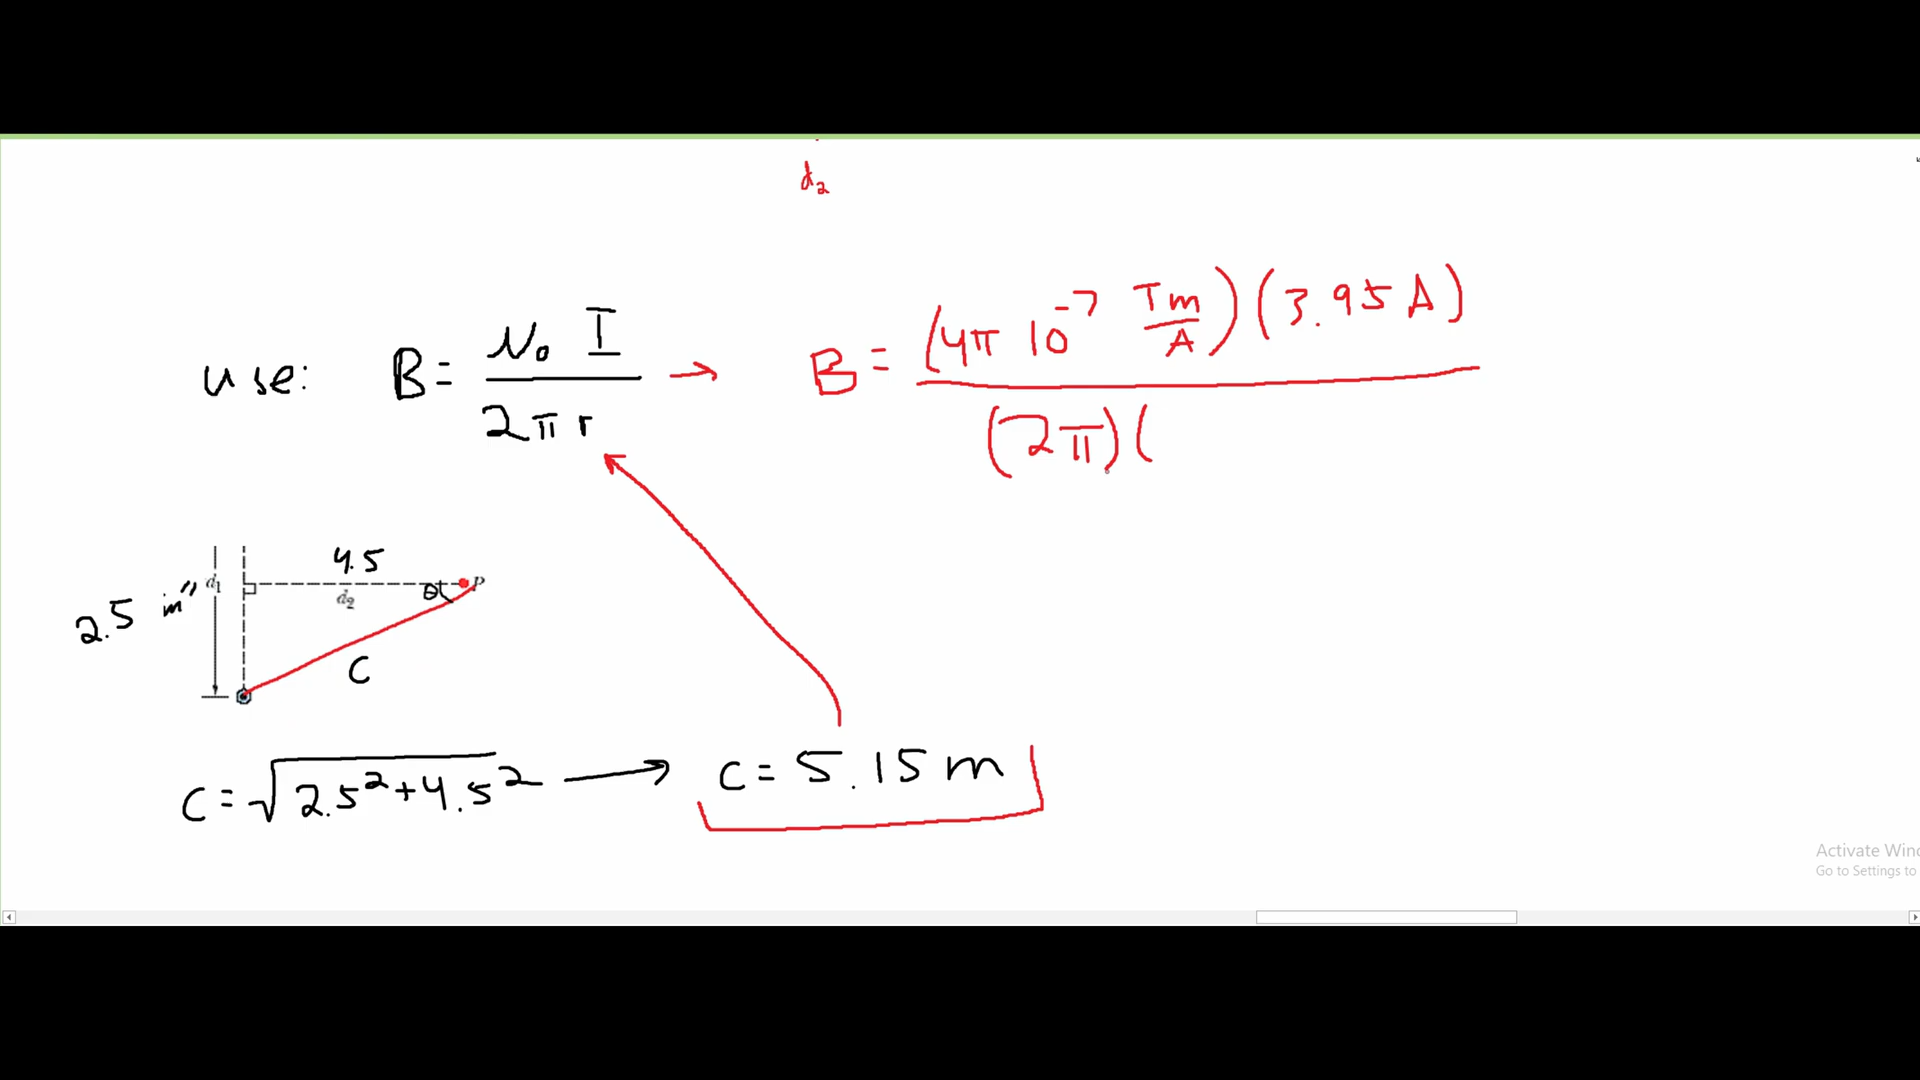 d₂
use: B = μ₀ I / 2π r → B = (4π 10⁻⁷ Tm/A)(3.95 A) / (2π)(
4.5
2.5 "m" d₁ θ P
d₂
C
C = √2.5² + 4.5² → C = 5.15 m
Activate Wind
Go to Settings to